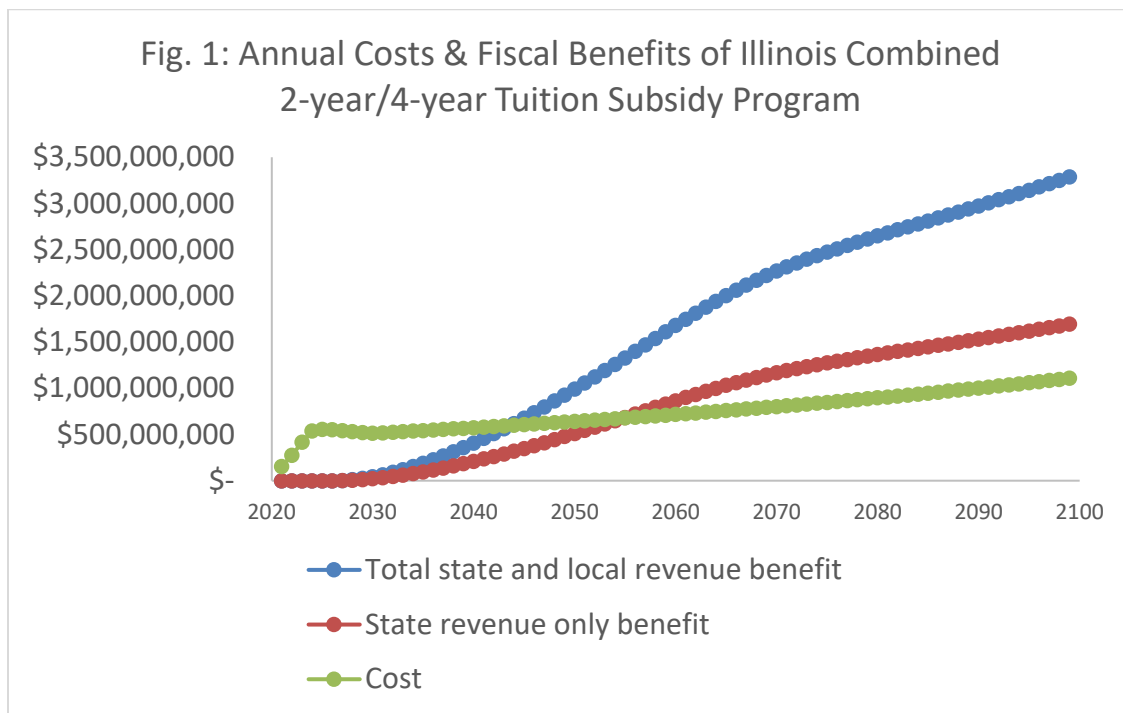 Fig. 1: Annual Costs & Fiscal Benefits of Illinois Combined
2-year/4-year Tuition Subsidy Program
$3,500,000,000
$3,000,000,000
$2,500,000,000
$2,000,000,000
$1,500,000,000
$1,000,000,000
$500,000,000
$-
2020 2030 2040 2050 2060 2070 2080 2090 2100
Total state and local revenue benefit
State revenue only benefit
Cost